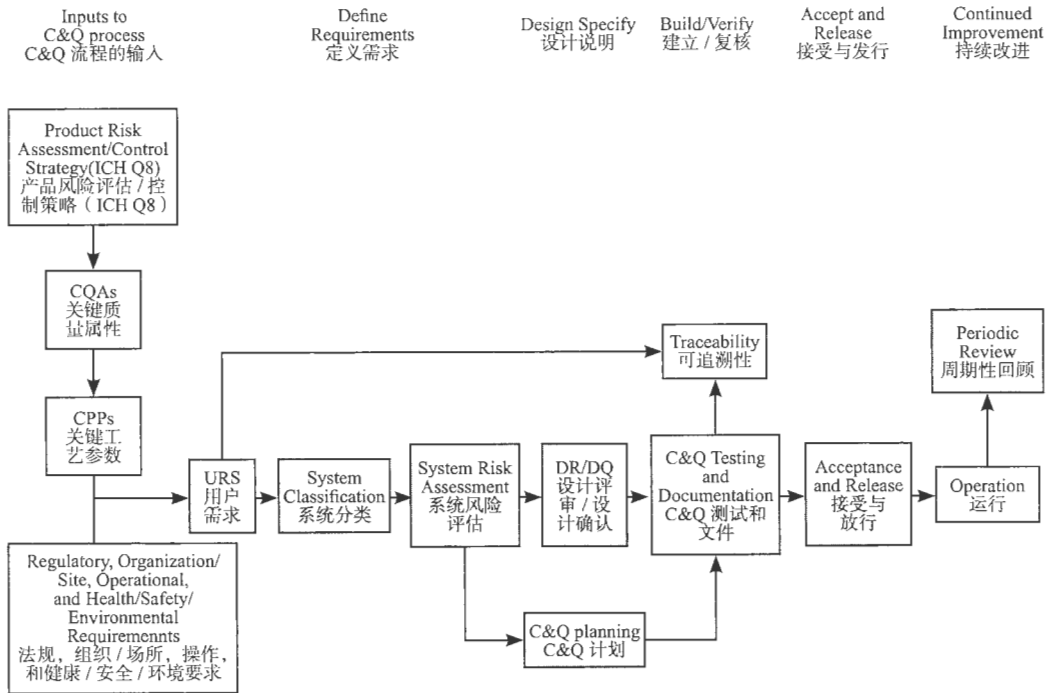 Inputs to
C&Q process
C&Q 流程的输入
Define
Requirements
定义需求
Design Specify
设计说明
Build/Verify
建立 / 复核
Accept and
Release
接受与发行
Continued
Improvement
持续改进
Product Risk
Assessment/Control
Strategy(ICH Q8)
产品风险评估 / 控
制策略（ ICH Q8 ）
CQAs
关键质
量属性
CPPs
关键工
艺参数
Regulatory, Organization/
Site, Operational,
and Health/Safety/
Environmental
Requiremennts
法规，组织 / 场所，操作，
和健康 / 安全 / 环境要求
URS
用户
需求
System
Classification
系统分类
System Risk
Assessment
系统风险
评估
DR/DQ
设计评
审 / 设
计确认
C&Q planning
C&Q 计划
Traceability
可追溯性
C&Q Testing
and
Documentation
C&Q 测试和
文件
Acceptance
and Release
接受与
放行
Operation
运行
Periodic
Review
周期性回顾